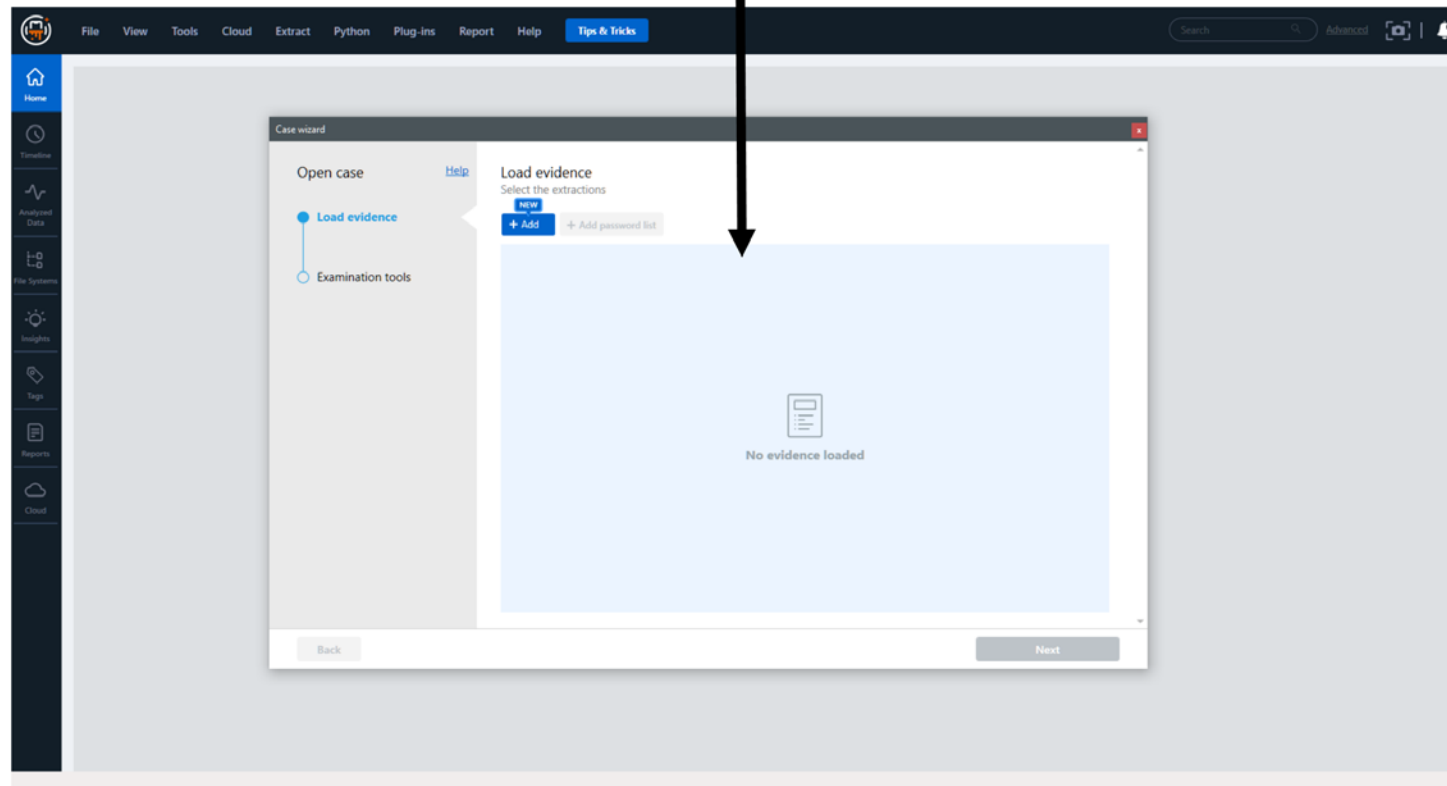 File View Tools Cloud Extract Python Plug-ins Report Help Tips & Tricks Search Advanced
Home
Timeline
Analyzed
Data
File Systems
Insights
Tags
Reports
Cloud
Case wizard x
Open case Help
Load evidence
Examination tools
Load evidence
Select the extractions
NEW
+ Add + Add password list
No evidence loaded
Back Next